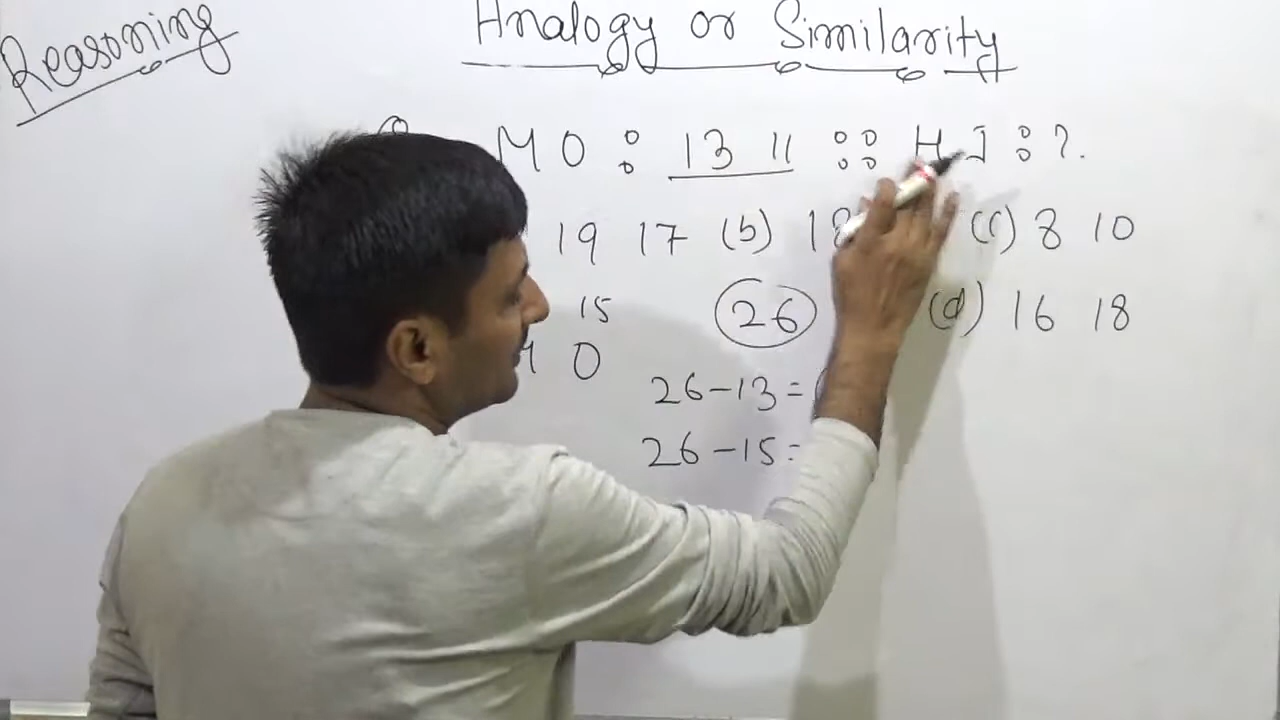 Reasoning
Analogy or Similarity
MO : 13 11 :: HJ : ?
19 17 (b) 18 (c) 8 10
15 26 (d) 16 18
O
26-13=
26-15=